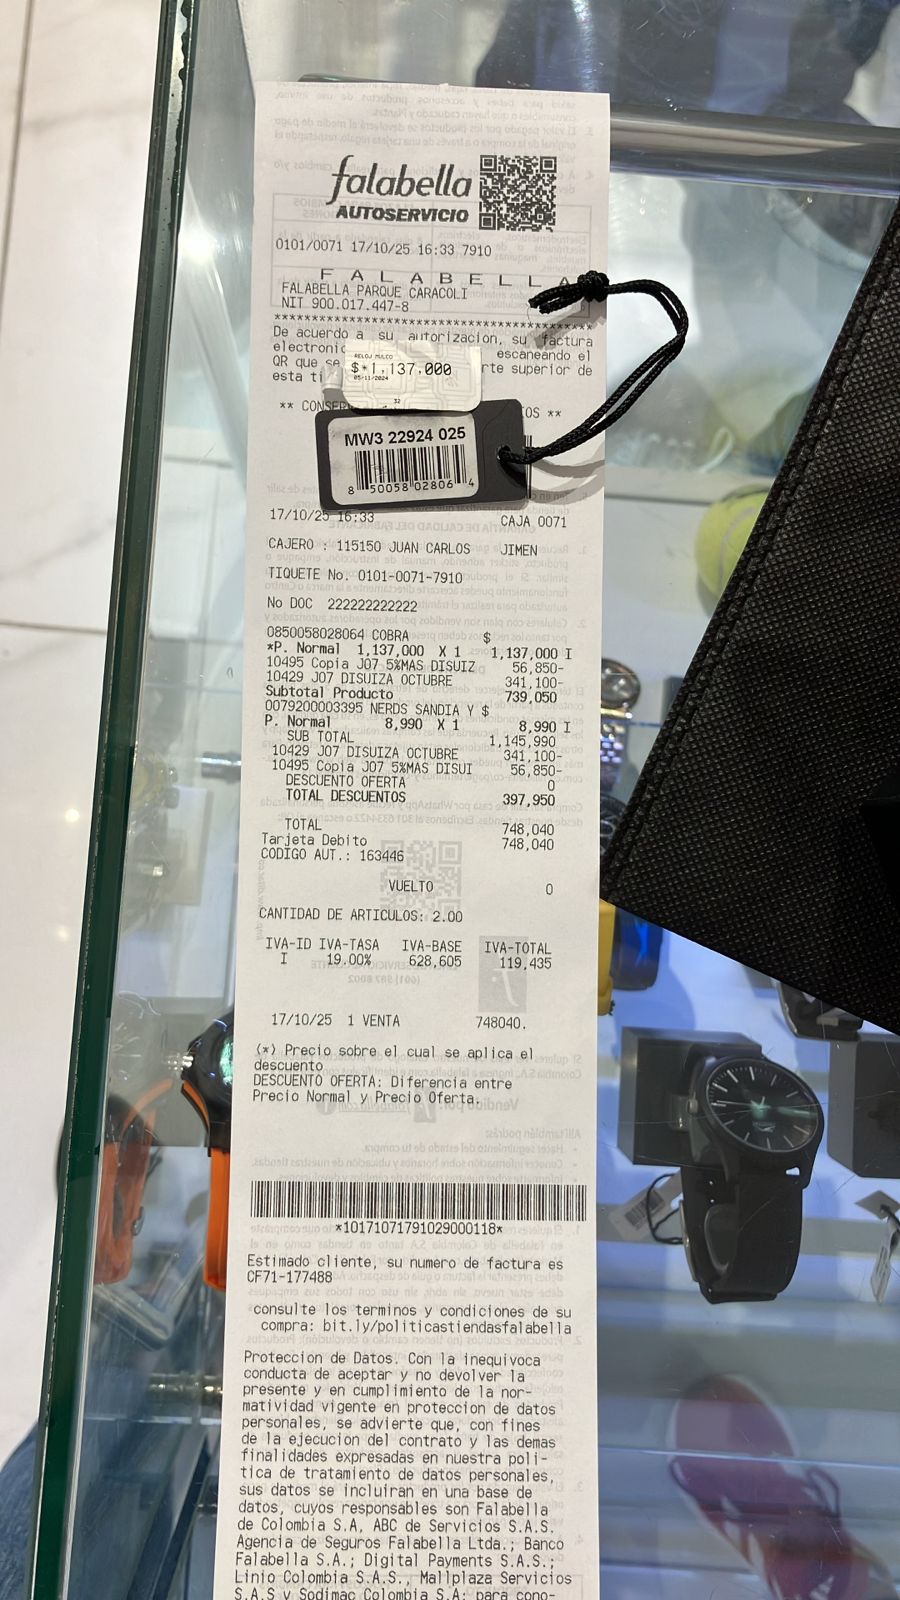 falabella
AUTOSERVICIO
0101/0071 17/10/25 16:33 7910
F A L A B E L L A
FALABELLA PARQUE CARACOLI
NIT 900.017.447-8
De acuerdo a su autorizacion, su factura
electronic escaneando el
QR que se rte superior de
esta ti
RELOJ MULCO
$*1,137,000
05/11/2024
32
** CONSER OS **
MW3 22924 025
8 50058 02806 4
17/10/25 16:33 CAJA 0071
CAJERO : 115150 JUAN CARLOS JIMEN
TIQUETE No. 0101-0071-7910
No DOC 222222222222
0850058028064 COBRA $
*P. Normal 1,137,000 X 1 1,137,000 I
10495 Copia J07 5%MAS DISUIZ 56,850-
10429 J07 DISUIZA OCTUBRE 341,100-
Subtotal Producto 739,050
0079200003395 NERDS SANDIA Y $
P. Normal 8,990 X 1 8,990 I
SUB TOTAL 1,145,990
10429 J07 DISUIZA OCTUBRE 341,100-
10495 Copia J07 5%MAS DISUI 56,850-
DESCUENTO OFERTA 0
TOTAL DESCUENTOS 397,950
TOTAL 748,040
Tarjeta Debito 748,040
CODIGO AUT.: 163446
VUELTO 0
CANTIDAD DE ARTICULOS: 2.00
IVA-ID IVA-TASA IVA-BASE IVA-TOTAL
I 19.00% 628,605 119,435
17/10/25 1 VENTA 748040.
(*) Precio sobre el cual se aplica el
descuento
DESCUENTO OFERTA: Diferencia entre
Precio Normal y Precio Oferta.
*10171071791029000118*
Estimado cliente, su numero de factura es
CF71-177488
consulte los terminos y condiciones de su
compra: bit.ly/politicastiendasfalabella
Proteccion de Datos. Con la inequivoca
conducta de aceptar y no devolver la
presente y en cumplimiento de la nor-
matividad vigente en proteccion de datos
personales, se advierte que, con fines
de la ejecucion del contrato y las demas
finalidades expresadas en nuestra poli-
tica de tratamiento de datos personales,
sus datos se incluiran en una base de
datos, cuyos responsables son Falabella
de Colombia S.A, ABC de Servicios S.A.S.
Agencia de Seguros Falabella Ltda.; Banco
Falabella S.A.; Digital Payments S.A.S.;
Linio Colombia S.A.S., Mallplaza Servicios
S.A.S y Sodimac Colombia S.A; para cono-